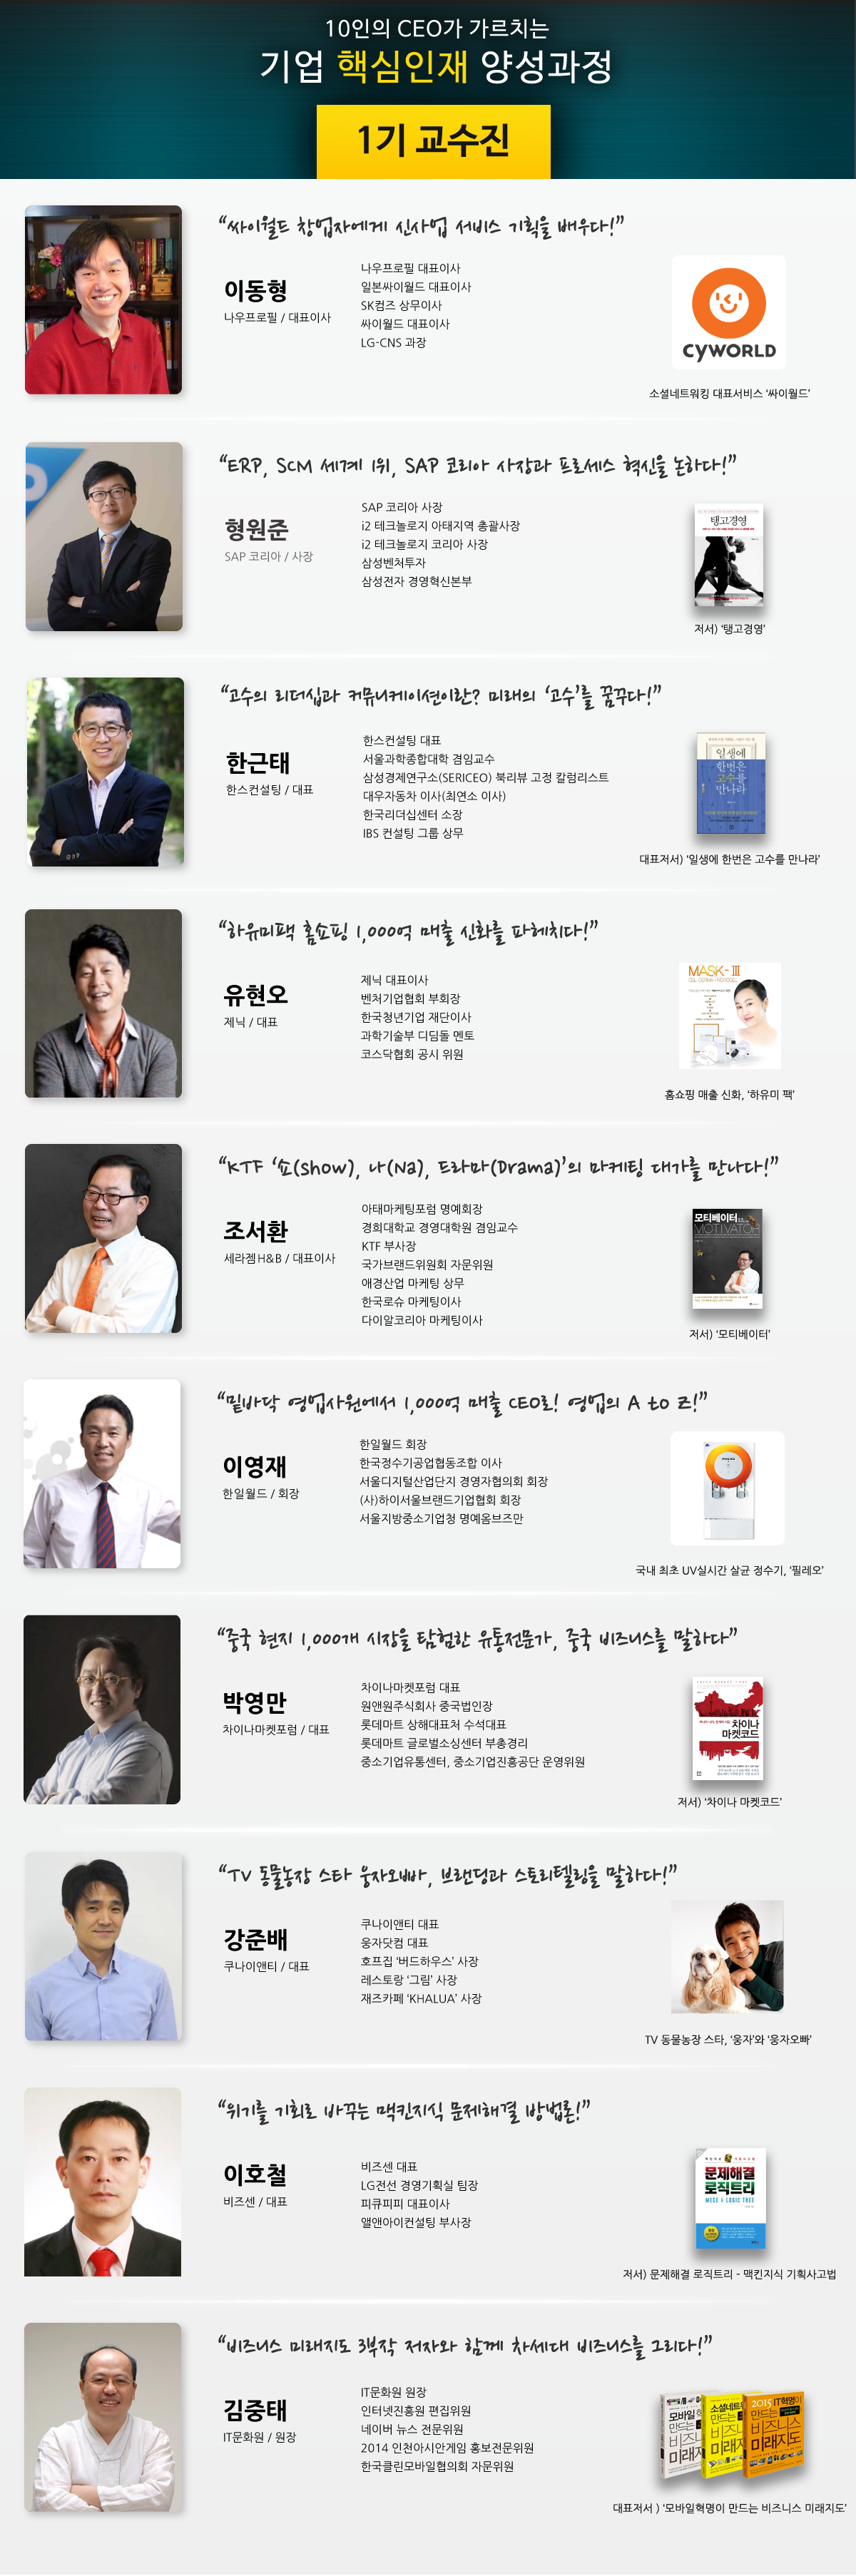 10인의 CEO가 가르치는
기업 핵심인재 양성과정
1기 교수진
“싸이월드 창업자에게 신사업 서비스 기획을 배우다!”
이동형
나우프로필 / 대표이사
나우프로필 대표이사
일본싸이월드 대표이사
SK컴즈 상무이사
싸이월드 대표이사
LG-CNS 과장
CYWORLD
소셜네트워킹 대표서비스 ‘싸이월드’
“ERP, SCM 세계 1위, SAP 코리아 사장과 프로세스 혁신을 논하다!”
형원준
SAP 코리아 / 사장
SAP 코리아 사장
i2 테크놀로지 아태지역 총괄사장
i2 테크놀로지 코리아 사장
삼성벤처투자
삼성전자 경영혁신본부
탱고경영
저서) ‘탱고경영’
“고수의 리더십과 커뮤니케이션이란? 미래의 ‘고수’를 꿈꾸다!”
한근태
한스컨설팅 / 대표
한스컨설팅 대표
서울과학종합대학 겸임교수
삼성경제연구소(SERICEO) 북리뷰 고정 칼럼리스트
대우자동차 이사(최연소 이사)
한국리더십센터 소장
IBS 컨설팅 그룹 상무
일생에
한번은
고수를
만나라
대표저서) ‘일생에 한번은 고수를 만나라’
“하유미팩 홈쇼핑 1,000억 매출 신화를 파헤치다!”
유현오
제닉 / 대표
제닉 대표이사
벤처기업협회 부회장
한국청년기업 재단이사
과학기술부 디딤돌 멘토
코스닥협회 공시 위원
MASK-III
홈쇼핑 매출 신화, ‘하유미 팩’
“KTF ‘쇼(show), 나(Na), 드라마(Drama)’의 마케팅 대가를 만나다!”
조서환
세라젬H&B / 대표이사
아태마케팅포럼 명예회장
경희대학교 경영대학원 겸임교수
KTF 부사장
국가브랜드위원회 자문위원
애경산업 마케팅 상무
한국로슈 마케팅이사
다이알코리아 마케팅이사
모티베이터
MOTIVATOR
저서) ‘모티베이터’
“밑바닥 영업사원에서 1,000억 매출 CEO로! 영업의 A to Z!”
이영재
한일월드 / 회장
한일월드 회장
한국정수기공업협동조합 이사
서울디지털산업단지 경영자협의회 회장
(사)하이서울브랜드기업협회 회장
서울지방중소기업청 명예옴브즈만
국내 최초 UV실시간 살균 정수기, ‘필레오’
“중국 현지 1,000개 시장을 탐험한 유통전문가, 중국 비즈니스를 말하다”
박영만
차이나마켓포럼 / 대표
차이나마켓포럼 대표
원앤원주식회사 중국법인장
롯데마트 상해대표처 수석대표
롯데마트 글로벌소싱센터 부총경리
중소기업유통센터, 중소기업진흥공단 운영위원
차이나
마켓코드
저서) ‘차이나 마켓코드’
“TV 동물농장 스타 웅자오빠, 브랜딩과 스토리텔링을 말하다!”
강준배
쿠나이앤티 / 대표
쿠나이앤티 대표
웅자닷컴 대표
호프집 ‘버드하우스’ 사장
레스토랑 ‘그림’ 사장
재즈카페 ‘KHALUA’ 사장
TV 동물농장 스타, ‘웅자’와 ‘웅자오빠’
“위기를 기회로 바꾸는 맥킨지식 문제해결 방법론!”
이호철
비즈센 / 대표
비즈센 대표
LG전선 경영기획실 팀장
피큐피피 대표이사
앨앤아이컨설팅 부사장
문제해결
로직트리
MECE & LOGIC TREE
저서) 문제해결 로직트리 - 맥킨지식 기획사고법
“비즈니스 미래지도 3부작 저자와 함께 차세대 비즈니스를 그리다!”
김중태
IT문화원 / 원장
IT문화원 원장
인터넷진흥원 편집위원
네이버 뉴스 전문위원
2014 인천아시안게임 홍보전문위원
한국클린모바일협의회 자문위원
2015 IT혁명이
만드는
비즈니스
미래지도
대표저서 ) ‘모바일혁명이 만드는 비즈니스 미래지도’